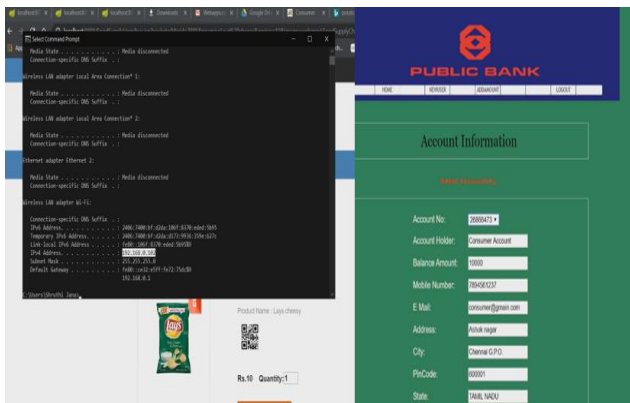 Select Command Prompt
Media State . . . . . . . . . . . : Media disconnected
Connection-specific DNS Suffix . :
Wireless LAN adapter Local Area Connection* 1:
Media State . . . . . . . . . . . : Media disconnected
Connection-specific DNS Suffix . :
Wireless LAN adapter Local Area Connection* 2:
Media State . . . . . . . . . . . : Media disconnected
Connection-specific DNS Suffix . :
Ethernet adapter Ethernet 2:
Media State . . . . . . . . . . . : Media disconnected
Connection-specific DNS Suffix . :
Wireless LAN adapter Wi-Fi:
Connection-specific DNS Suffix . :
IPv6 Address. . . . . . . . . . . :
Temporary IPv6 Address. . . . . . :
Link-local IPv6 Address . . . . . :
IPv4 Address. . . . . . . . . . . : 192.168.0.102
Subnet Mask . . . . . . . . . . . : 255.255.255.0
Default Gateway . . . . . . . . . :
192.168.0.1
Lays
Product Name : Lays cheesy
Rs.10 Quantity: 1
PUBLIC BANK
HOME NEWUSER ADDAMOUNT LOGOUT
Account Information
Account No: 26866473
Account Holder: Consumer Account
Balance Amount: 10000
Mobile Number: 7894561237
E Mail: consumer@gmain.com
Address: Ashok nagar
City: Chennai G.P.O.
PinCode: 600001
State: TAMIL NADU